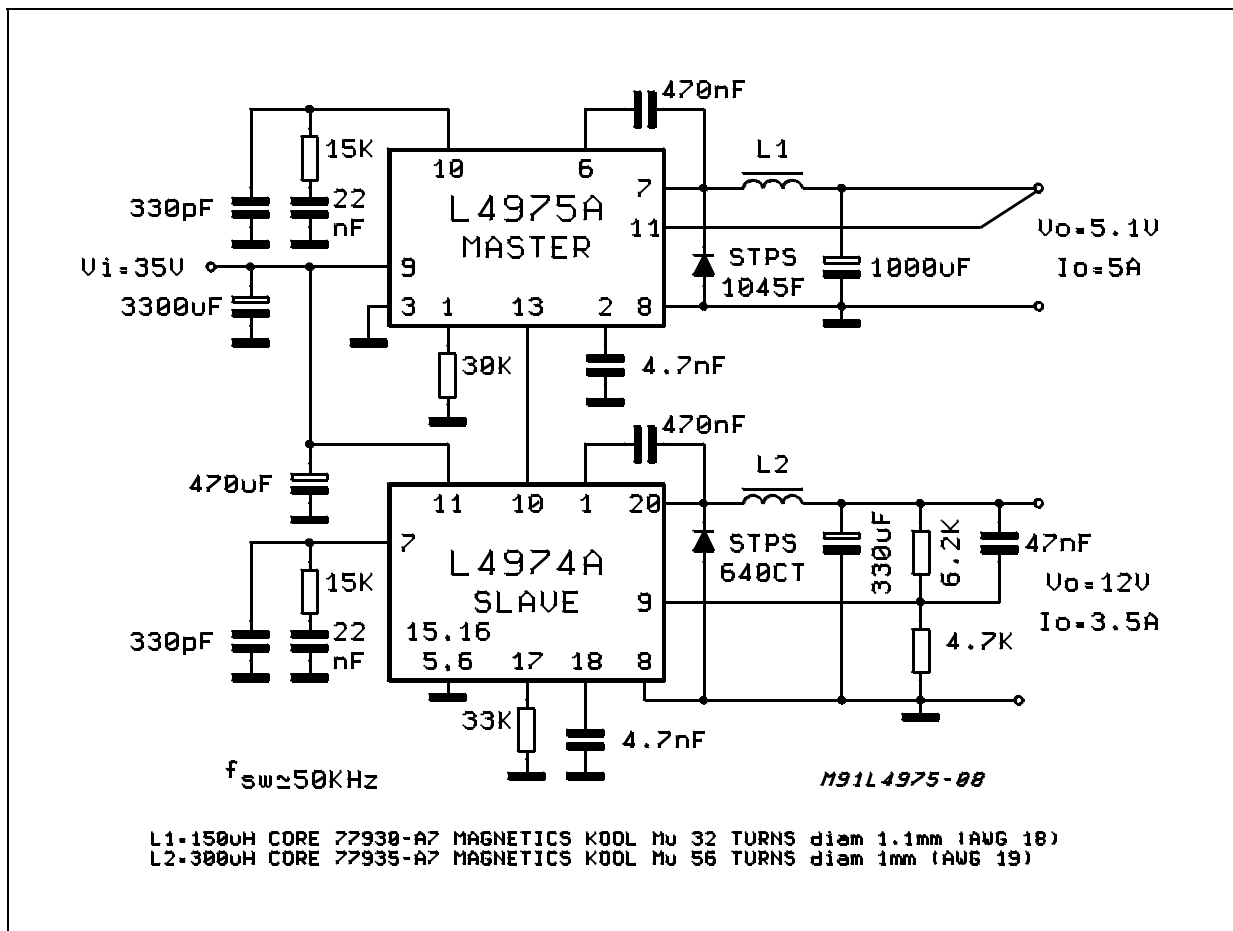 470nF
15K
10
6
L1
330pF
22
nF
L4975A
MASTER
7
11
Vo=5.1V
Vi=35V
9
STPS
1045F
1000uF
Io=5A
3300uF
3
1
13
2
8
30K
4.7nF
470nF
L2
470uF
11
10
1
20
7
L4974A
SLAVE
STPS
640CT
330uF
6.2K
47nF
15K
9
Vo=12V
Io=3.5A
330pF
22
nF
15.16
5.6
17
18
8
4.7K
33K
4.7nF
fsw≃50KHz
M91L4975-08
L1=150uH CORE 77930-A7 MAGNETICS KOOL Mu 32 TURNS diam 1.1mm (AWG 18)
L2=300uH CORE 77935-A7 MAGNETICS KOOL Mu 56 TURNS diam 1mm (AWG 19)